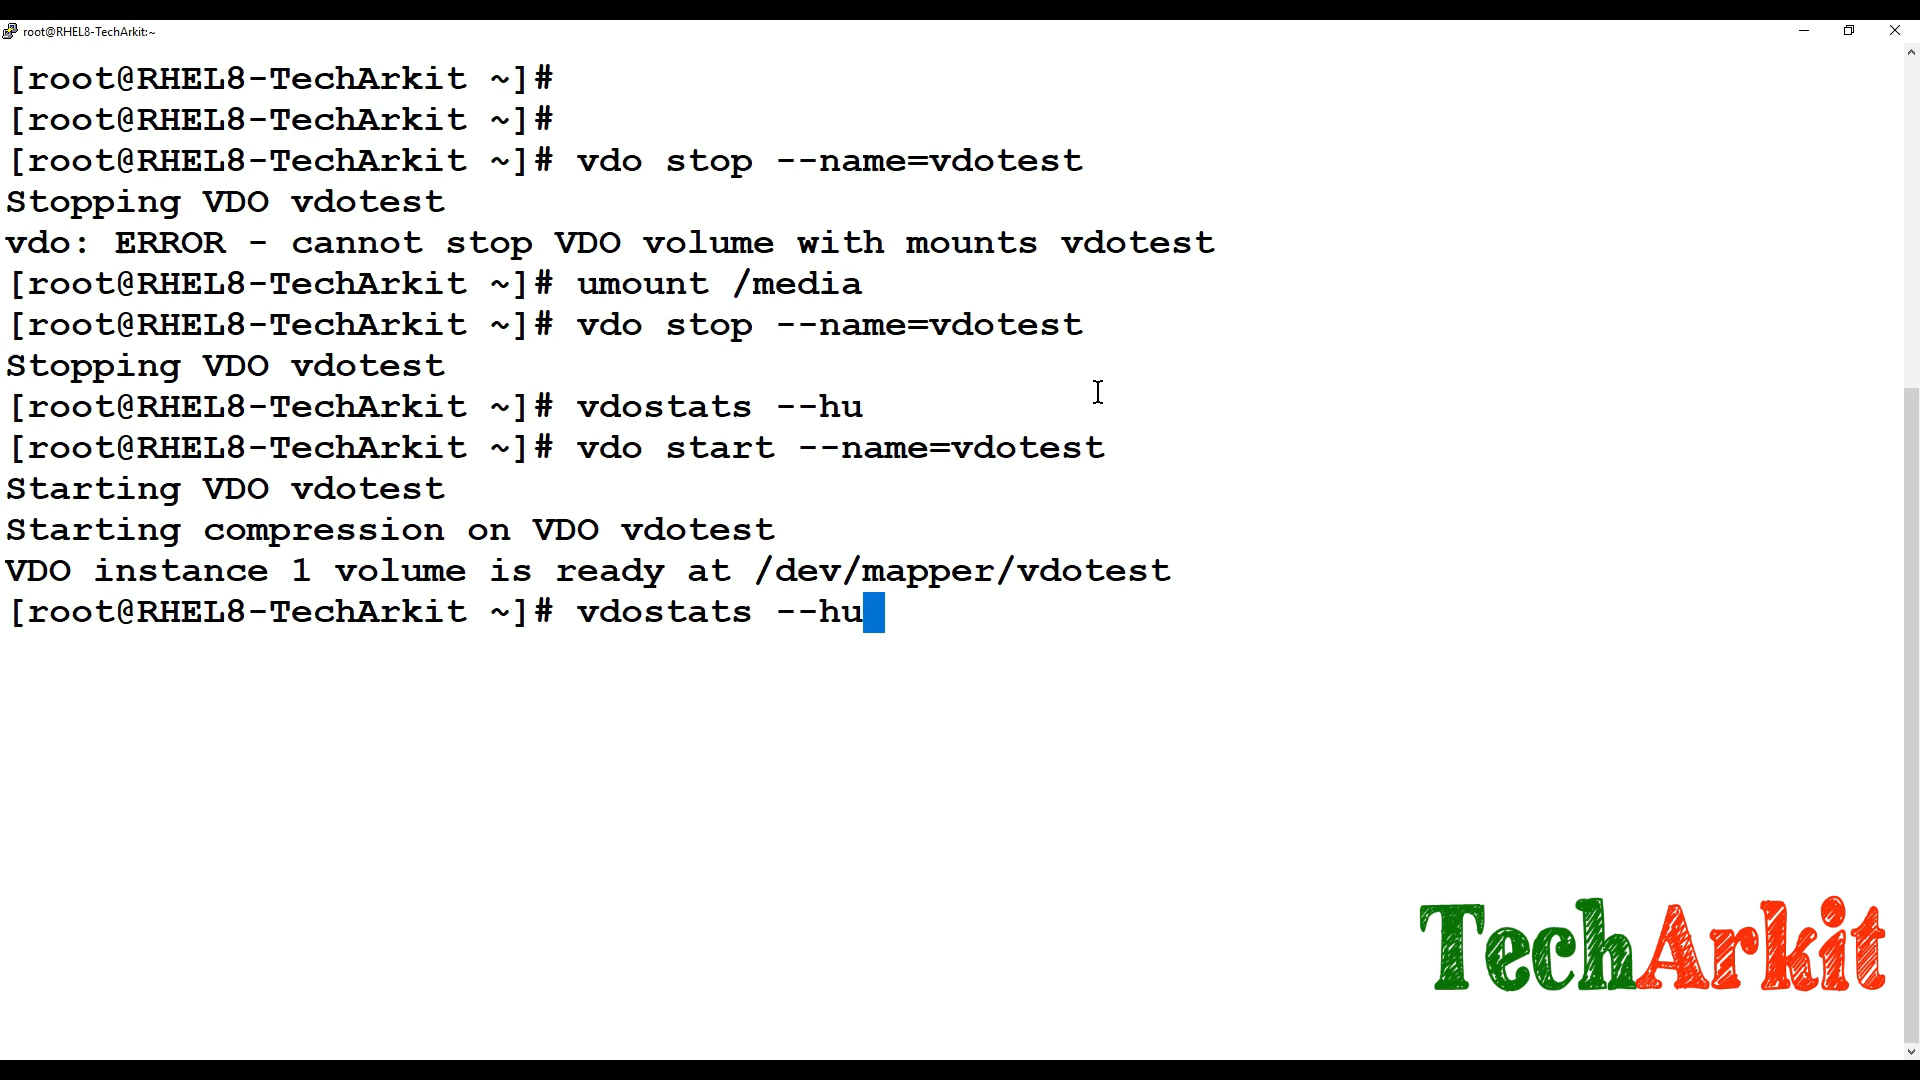 root@RHEL8-TechArkit:~
[root@RHEL8-TechArkit ~]#
[root@RHEL8-TechArkit ~]#
[root@RHEL8-TechArkit ~]# vdo stop --name=vdotest
Stopping VDO vdotest
vdo: ERROR - cannot stop VDO volume with mounts vdotest
[root@RHEL8-TechArkit ~]# umount /media
[root@RHEL8-TechArkit ~]# vdo stop --name=vdotest
Stopping VDO vdotest
[root@RHEL8-TechArkit ~]# vdostats --hu
[root@RHEL8-TechArkit ~]# vdo start --name=vdotest
Starting VDO vdotest
Starting compression on VDO vdotest
VDO instance 1 volume is ready at /dev/mapper/vdotest
[root@RHEL8-TechArkit ~]# vdostats --hu
TechArkit